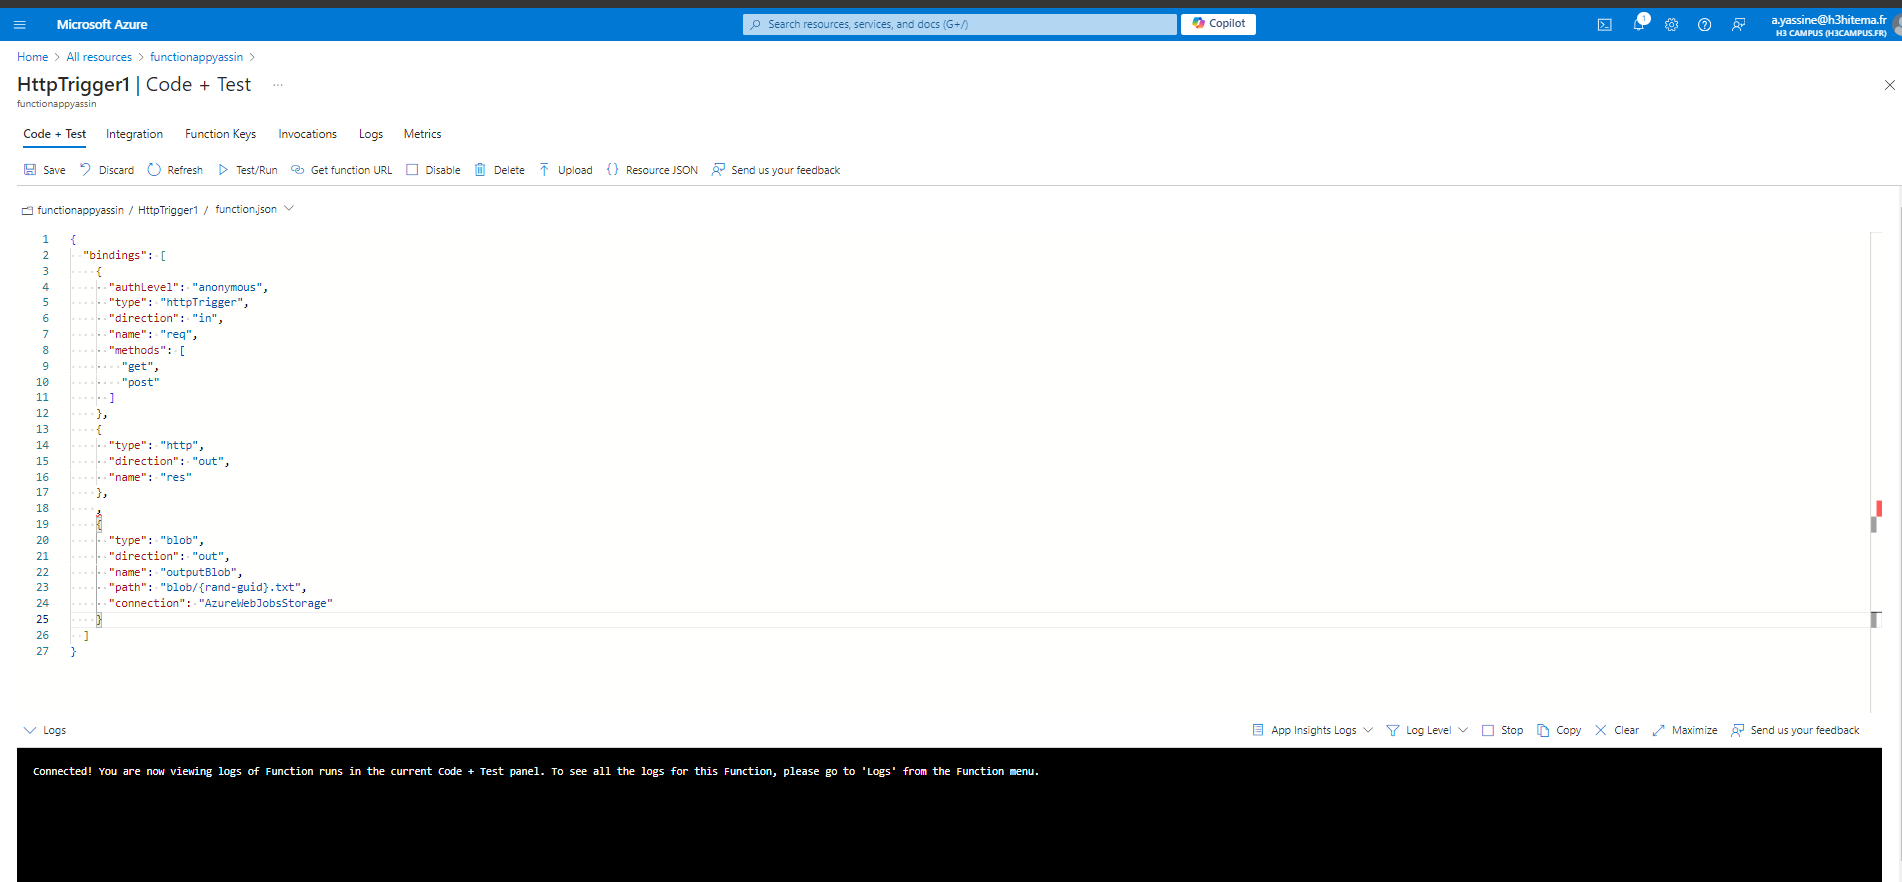 Microsoft Azure
Search resources, services, and docs (G+/)
Copilot
1
a.yassine@h3hitema.fr
H3 CAMPUS (H3CAMPUS.FR)
Home > All resources > functionappyassin >
HttpTrigger1 | Code + Test ...
functionappyassin
Code + Test Integration Function Keys Invocations Logs Metrics
Save Discard Refresh Test/Run Get function URL Disable Delete Upload Resource JSON Send us your feedback
functionappyassin / HttpTrigger1 / function.json
1 {
2 "bindings": [
3 {
4 "authLevel": "anonymous",
5 "type": "httpTrigger",
6 "direction": "in",
7 "name": "req",
8 "methods": [
9 "get",
10 "post"
11 ]
12 },
13 {
14 "type": "http",
15 "direction": "out",
16 "name": "res"
17 },
18 ,
19 {
20 "type": "blob",
21 "direction": "out",
22 "name": "outputBlob",
23 "path": "blob/{rand-guid}.txt",
24 "connection": "AzureWebJobsStorage"
25 }
26 ]
27 }
Logs
App Insights Logs Log Level Stop Copy Clear Maximize Send us your feedback
Connected! You are now viewing logs of Function runs in the current Code + Test panel. To see all the logs for this Function, please go to 'Logs' from the Function menu.